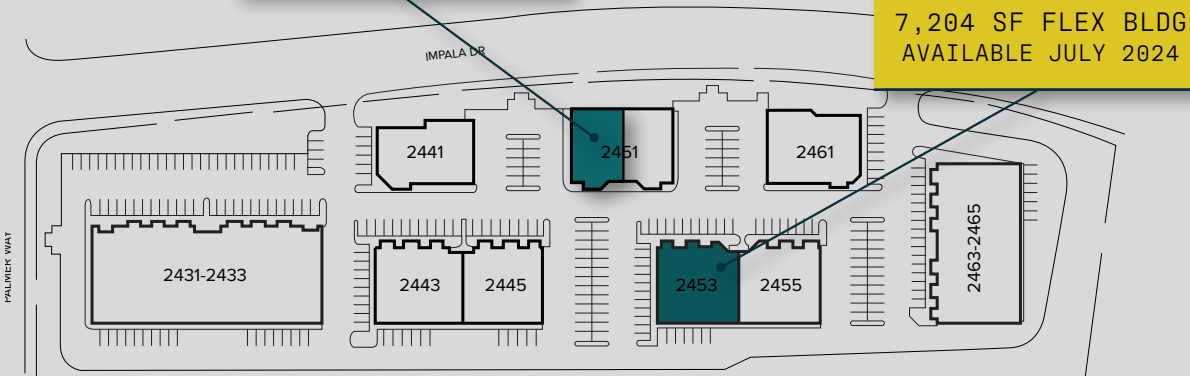 7,204 SF FLEX BLDG
AVAILABLE JULY 2024
IMPALA DR
2441
2451
2461
2463-2465
PALMER WAY
2431-2433
2443
2445
2453
2455